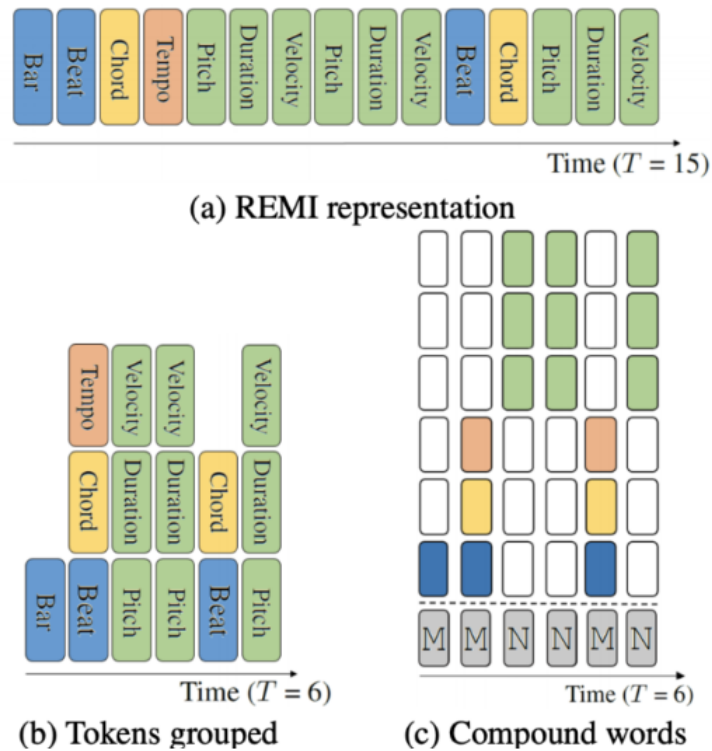 Bar Beat Chord Tempo Pitch Duration Velocity Pitch Duration Velocity Beat Chord Pitch Duration Velocity
Time (T = 15)
(a) REMI representation
Tempo Velocity Velocity Velocity
Chord Duration Duration Chord Duration
Bar Beat Pitch Pitch Beat Pitch
Time (T = 6)
(b) Tokens grouped
M M N N M N
Time (T = 6)
(c) Compound words